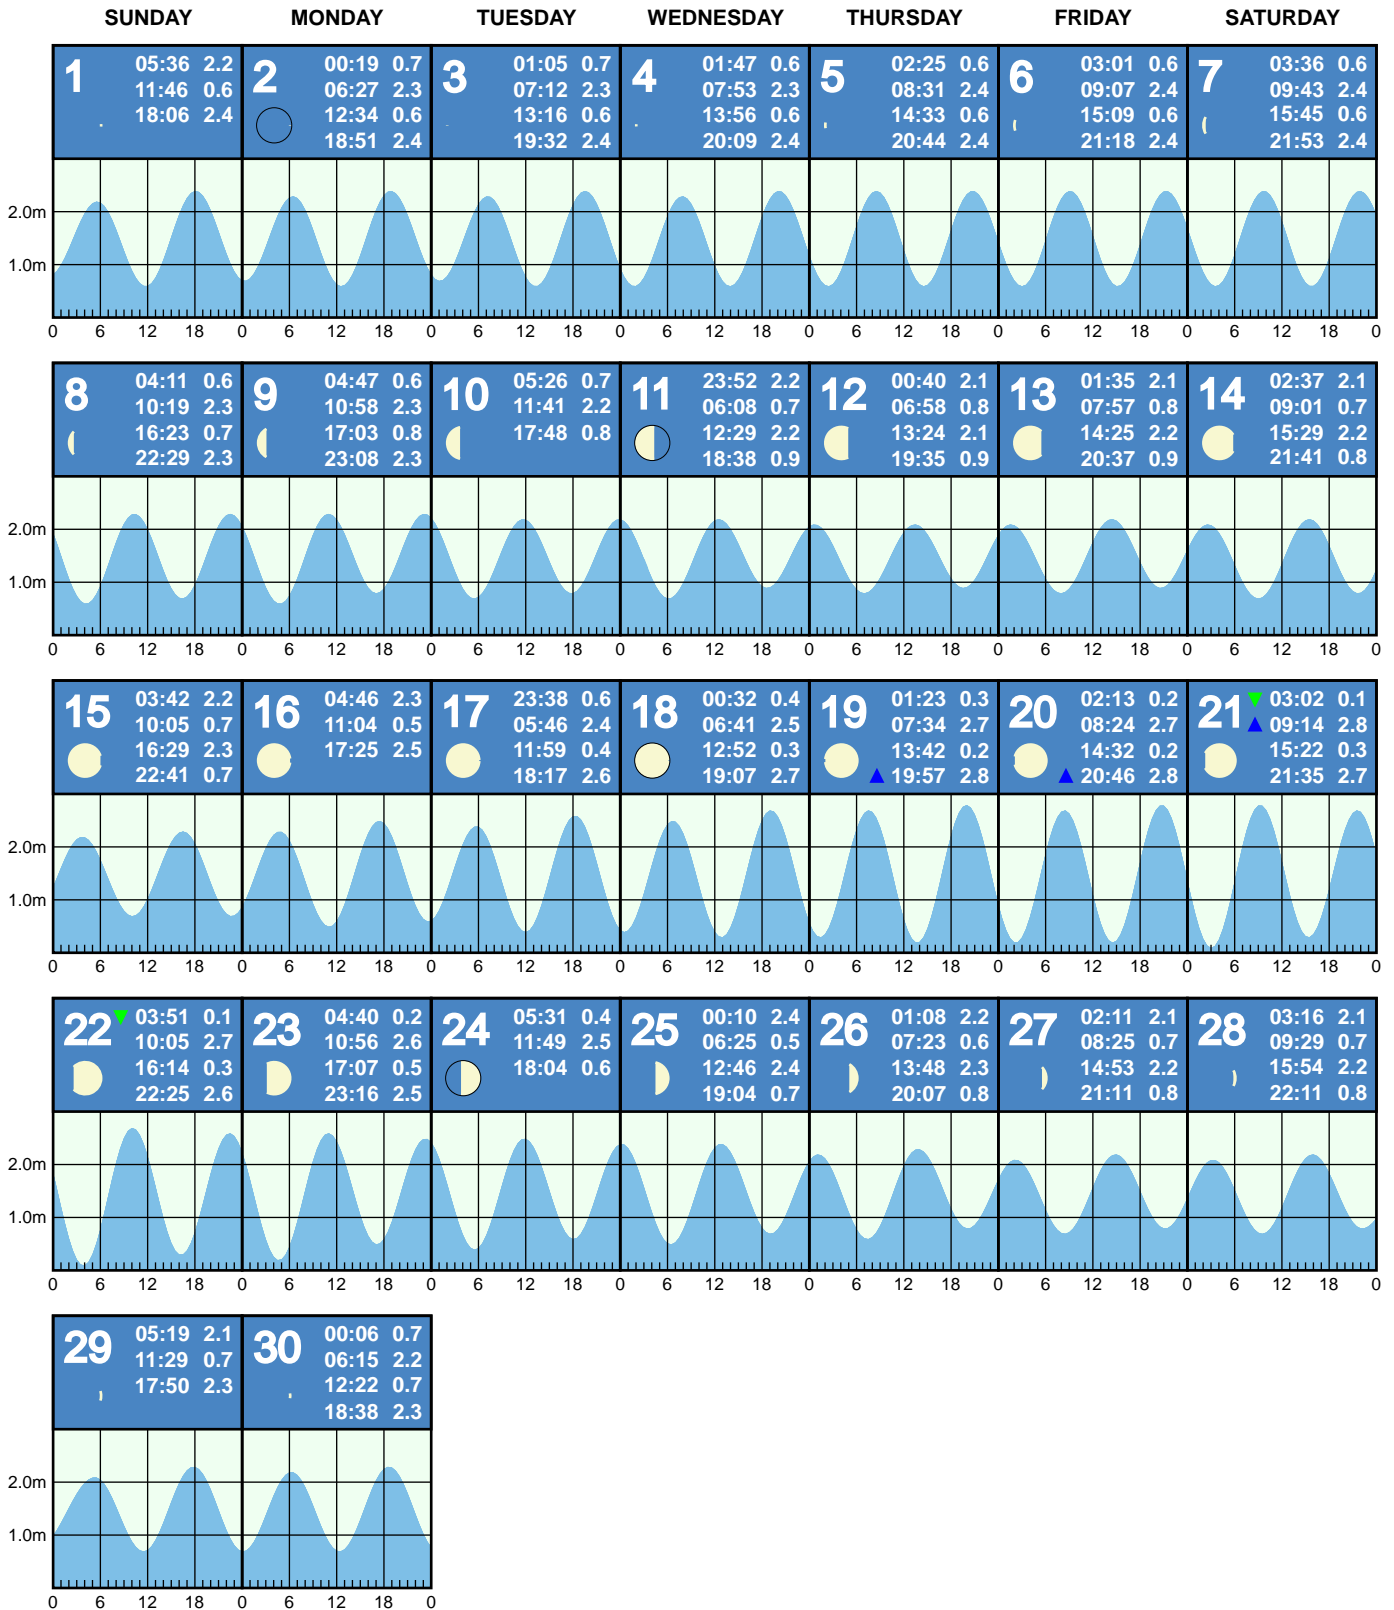 SUNDAY MONDAY TUESDAY WEDNESDAY THURSDAY FRIDAY SATURDAY
1 05:36 2.2
11:46 0.6
18:06 2.4
2 00:19 0.7
06:27 2.3
12:34 0.6
18:51 2.4
3 01:05 0.7
07:12 2.3
13:16 0.6
19:32 2.4
4 01:47 0.6
07:53 2.3
13:56 0.6
20:09 2.4
5 02:25 0.6
08:31 2.4
14:33 0.6
20:44 2.4
6 03:01 0.6
09:07 2.4
15:09 0.6
21:18 2.4
7 03:36 0.6
09:43 2.4
15:45 0.6
21:53 2.4
2.0m
1.0m
0 6 12 18 0 6 12 18 0 6 12 18 0 6 12 18 0 6 12 18 0 6 12 18 0 6 12 18 0
8 04:11 0.6
10:19 2.3
16:23 0.7
22:29 2.3
9 04:47 0.6
10:58 2.3
17:03 0.8
23:08 2.3
10 05:26 0.7
11:41 2.2
17:48 0.8
11 23:52 2.2
06:08 0.7
12:29 2.2
18:38 0.9
12 00:40 2.1
06:58 0.8
13:24 2.1
19:35 0.9
13 01:35 2.1
07:57 0.8
14:25 2.2
20:37 0.9
14 02:37 2.1
09:01 0.7
15:29 2.2
21:41 0.8
2.0m
1.0m
0 6 12 18 0 6 12 18 0 6 12 18 0 6 12 18 0 6 12 18 0 6 12 18 0 6 12 18 0
15 03:42 2.2
10:05 0.7
16:29 2.3
22:41 0.7
16 04:46 2.3
11:04 0.5
17:25 2.5
17 23:38 0.6
05:46 2.4
11:59 0.4
18:17 2.6
18 00:32 0.4
06:41 2.5
12:52 0.3
19:07 2.7
19 01:23 0.3
07:34 2.7
13:42 0.2
19:57 2.8
20 02:13 0.2
08:24 2.7
14:32 0.2
20:46 2.8
21 03:02 0.1
09:14 2.8
15:22 0.3
21:35 2.7
2.0m
1.0m
0 6 12 18 0 6 12 18 0 6 12 18 0 6 12 18 0 6 12 18 0 6 12 18 0 6 12 18 0
22 03:51 0.1
10:05 2.7
16:14 0.3
22:25 2.6
23 04:40 0.2
10:56 2.6
17:07 0.5
23:16 2.5
24 05:31 0.4
11:49 2.5
18:04 0.6
25 00:10 2.4
06:25 0.5
12:46 2.4
19:04 0.7
26 01:08 2.2
07:23 0.6
13:48 2.3
20:07 0.8
27 02:11 2.1
08:25 0.7
14:53 2.2
21:11 0.8
28 03:16 2.1
09:29 0.7
15:54 2.2
22:11 0.8
2.0m
1.0m
0 6 12 18 0 6 12 18 0 6 12 18 0 6 12 18 0 6 12 18 0 6 12 18 0 6 12 18 0
29 05:19 2.1
11:29 0.7
17:50 2.3
30 00:06 0.7
06:15 2.2
12:22 0.7
18:38 2.3
2.0m
1.0m
0 6 12 18 0 6 12 18 0